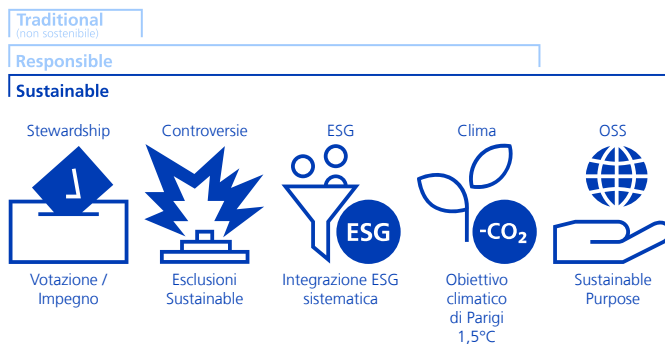 Traditional
(non sostenibile)
Responsible
Sustainable
Stewardship
Controversie
ESG
Clima
OSS
ESG
-CO₂
Votazione /
Impegno
Esclusioni
Sustainable
Integrazione ESG
sistematica
Obiettivo
climatico
di Parigi
1,5°C
Sustainable
Purpose